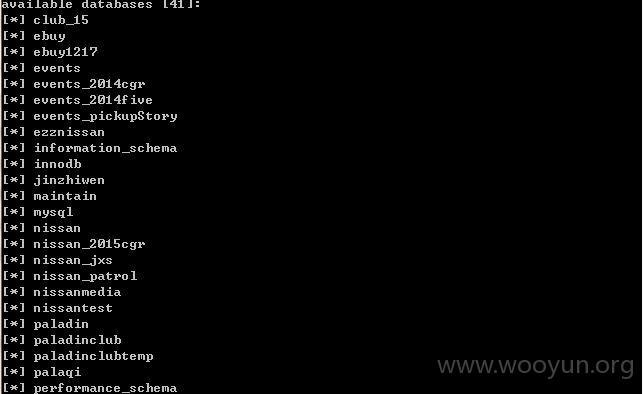 available databases [41]:
[*] club_15
[*] ebuy
[*] ebuy1217
[*] events
[*] events_2014cgr
[*] events_2014five
[*] events_pickupStory
[*] ezznissan
[*] information_schema
[*] innodb
[*] jinzhiwen
[*] maintain
[*] mysql
[*] nissan
[*] nissan_2015cgr
[*] nissan_jxs
[*] nissan_patrol
[*] nissanmedia
[*] nissantest
[*] paladin
[*] paladinclub
[*] paladinclubtemp
[*] palaqi
[*] performance_schema
www.wooyun.org